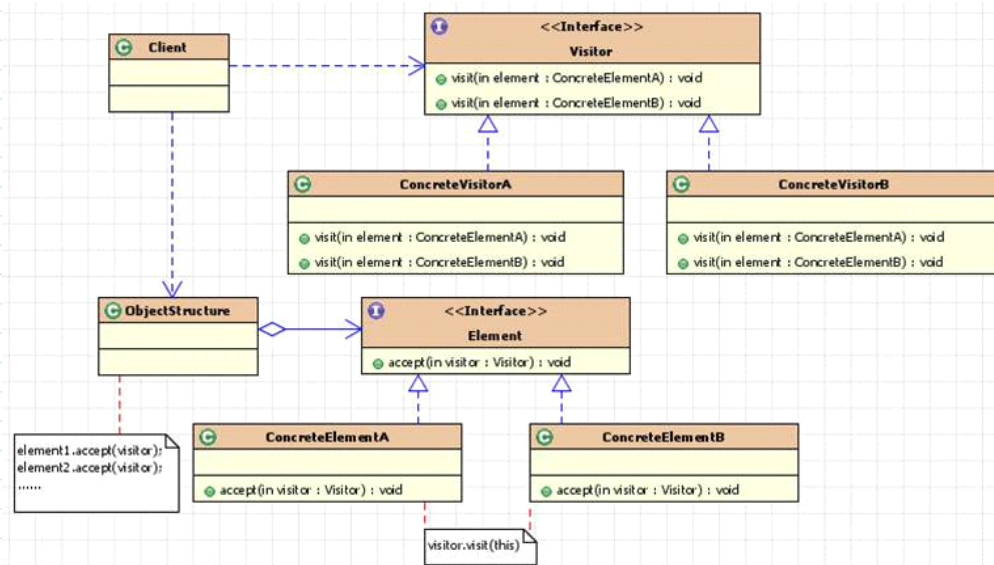 Client
<<Interface>>
Visitor
visit(in element : ConcreteElementA) : void
visit(in element : ConcreteElementB) : void
ConcreteVisitorA
visit(in element : ConcreteElementA) : void
visit(in element : ConcreteElementB) : void
ConcreteVisitorB
visit(in element : ConcreteElementA) : void
visit(in element : ConcreteElementB) : void
ObjectStructure
<<Interface>>
Element
accept(in visitor : Visitor) : void
element1.accept(visitor);
element2.accept(visitor);
......
ConcreteElementA
accept(in visitor : Visitor) : void
ConcreteElementB
accept(in visitor : Visitor) : void
visitor.visit(this)